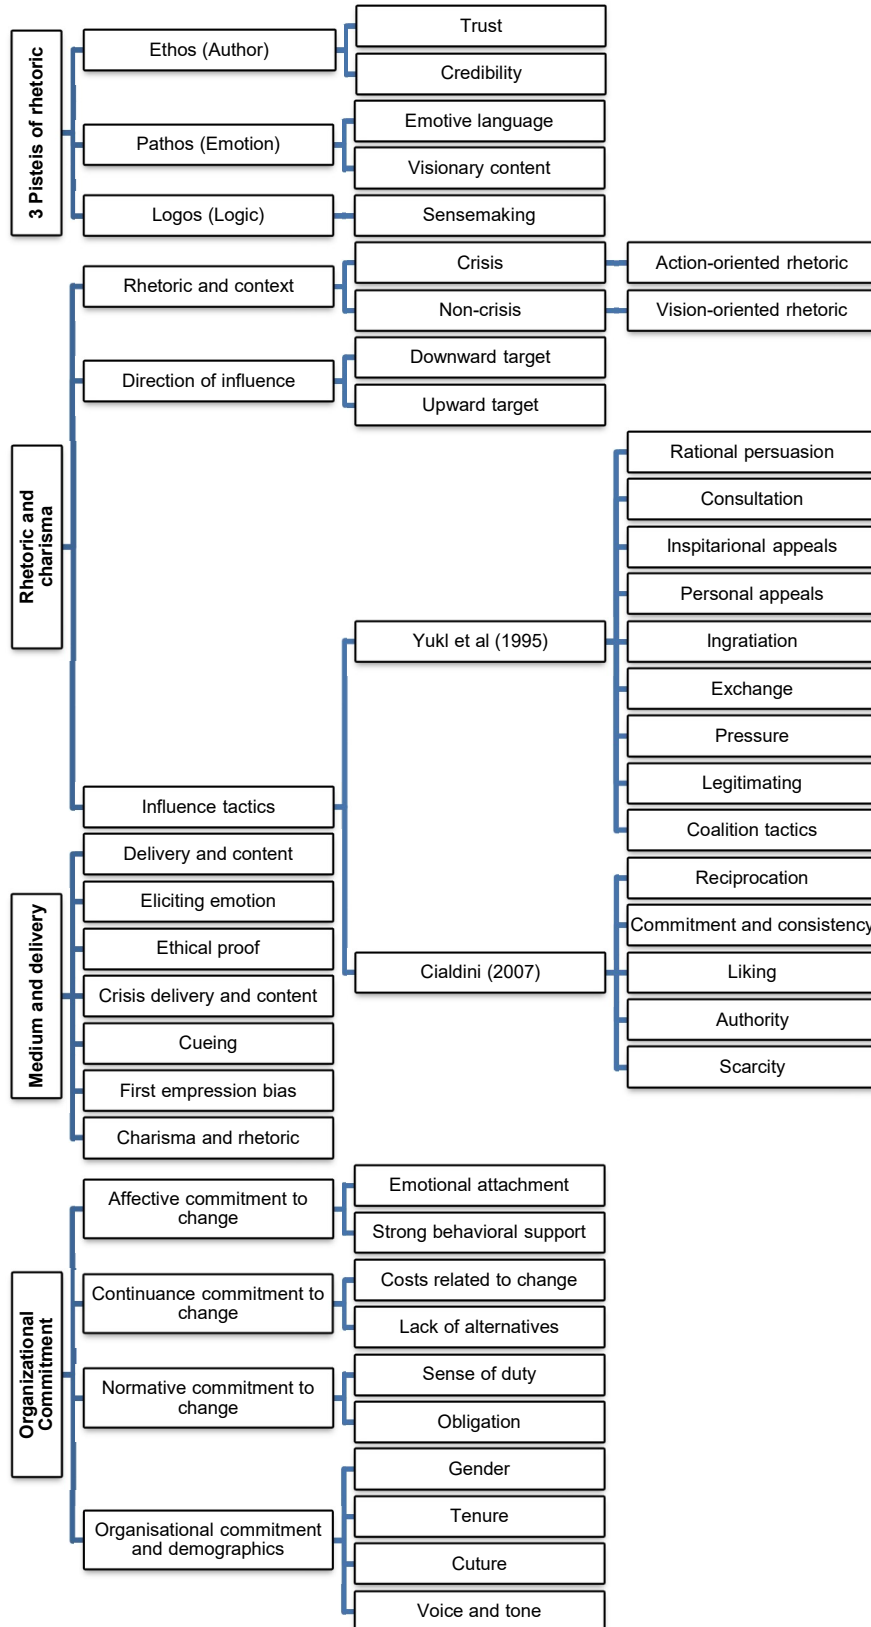 3 Pisteis of rhetoric
Ethos (Author)
Trust
Credibility
Pathos (Emotion)
Emotive language
Visionary content
Logos (Logic)
Sensemaking
Rhetoric and
charisma
Rhetoric and context
Crisis
Action-oriented rhetoric
Non-crisis
Vision-oriented rhetoric
Direction of influence
Downward target
Upward target
Influence tactics
Yukl et al (1995)
Rational persuasion
Consultation
Inspitarional appeals
Personal appeals
Ingratiation
Exchange
Pressure
Legitimating
Coalition tactics
Cialdini (2007)
Reciprocation
Commitment and consistency
Liking
Authority
Scarcity
Medium and delivery
Delivery and content
Eliciting emotion
Ethical proof
Crisis delivery and content
Cueing
First empression bias
Charisma and rhetoric
Organizational
Commitment
Affective commitment to
change
Emotional attachment
Strong behavioral support
Continuance commitment to
change
Costs related to change
Lack of alternatives
Normative commitment to
change
Sense of duty
Obligation
Organisational commitment
and demographics
Gender
Tenure
Cuture
Voice and tone